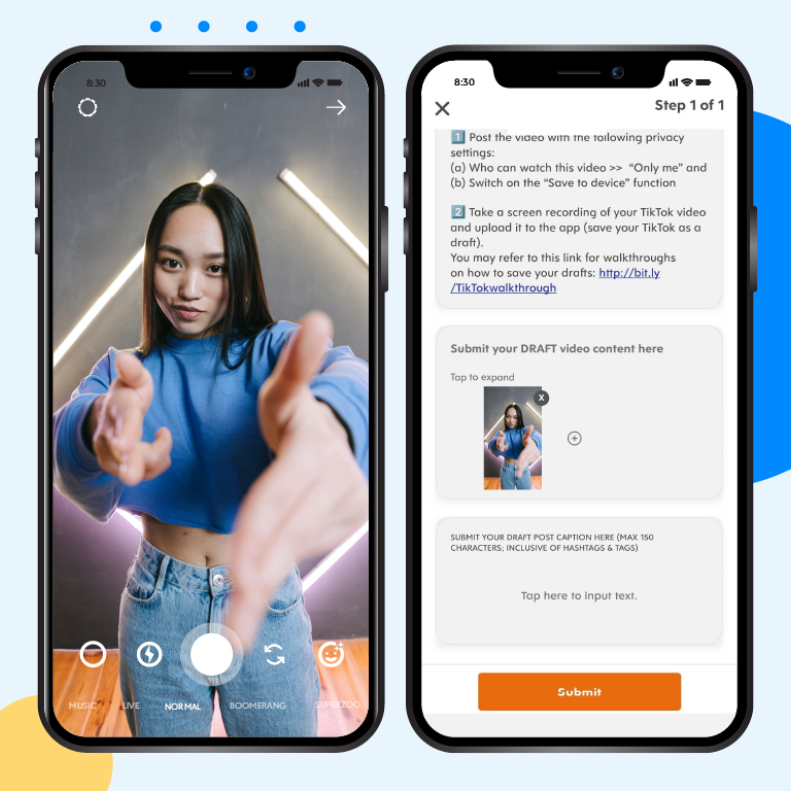 8:30
MUSIC
LIVE
NORMAL
BOOMERANG
SUPERZOO
8:30
Step 1 of 1
1 Post the video with the following privacy
settings:
(a) Who can watch this video >> “Only me” and
(b) Switch on the “Save to device” function
2 Take a screen recording of your TikTok video
and upload it to the app (save your TikTok as a
draft).
You may refer to this link for walkthroughs
on how to save your drafts: http://bit.ly
/TikTokwalkthrough
Submit your DRAFT video content here
Tap to expand
X
SUBMIT YOUR DRAFT POST CAPTION HERE (MAX 150
CHARACTERS; INCLUSIVE OF HASHTAGS & TAGS)
Tap here to input text.
Submit